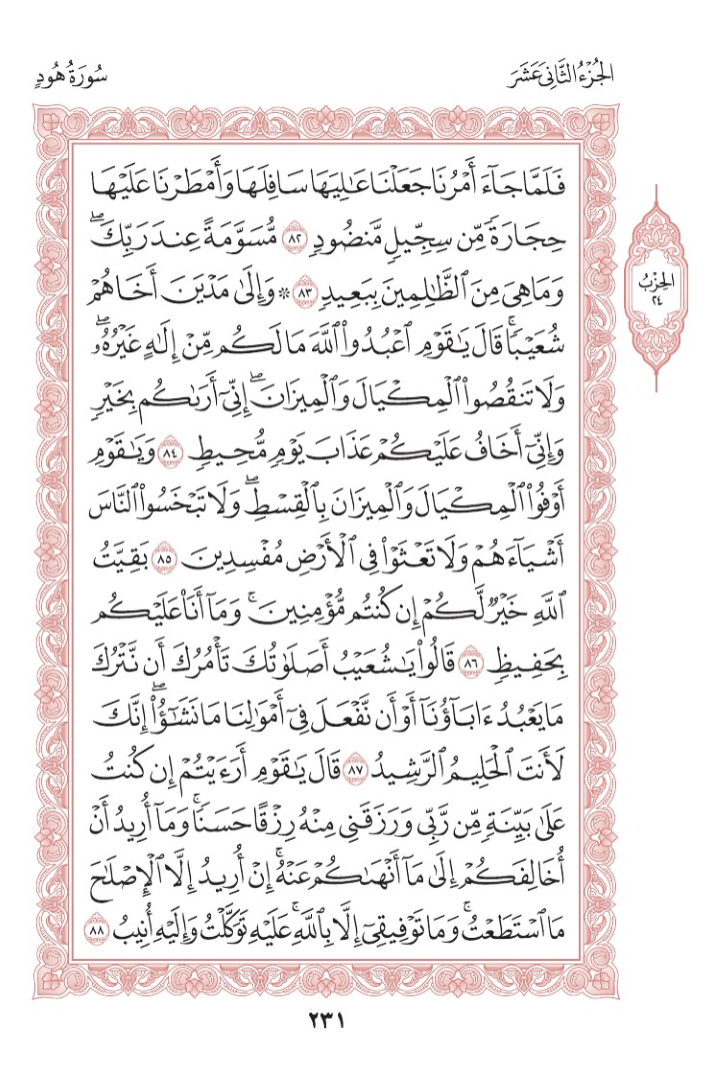 الجُزْءُ الثَّانِي عَشَرَ
سُورَةُ هُودٍ
فَلَمَّا جَآءَ أَمْرُنَا جَعَلْنَا عَٰلِيَهَا سَافِلَهَا وَأَمْطَرْنَا عَلَيْهَا
حِجَارَةً مِّن سِجِّيلٍ مَّنضُودٍ ٨٢ مُّسَوَّمَةً عِندَ رَبِّكَۖ
وَمَا هِيَ مِنَ ٱلظَّٰلِمِينَ بِبَعِيدٍ ٨٣ ۞ وَإِلَىٰ مَدْيَنَ أَخَاهُمْ
شُعَيْبًاۚ قَالَ يَٰقَوْمِ ٱعْبُدُوا۟ ٱللَّهَ مَا لَكُم مِّنْ إِلَٰهٍ غَيْرُهُۥۖ
وَلَا تَنقُصُوا۟ ٱلْمِكْيَالَ وَٱلْمِيزَانَۖ إِنِّيٓ أَرَىٰكُم بِخَيْرٍ
وَإِنِّيٓ أَخَافُ عَلَيْكُمْ عَذَابَ يَوْمٍ مُّحِيطٍ ٨٤ وَيَٰقَوْمِ
أَوْفُوا۟ ٱلْمِكْيَالَ وَٱلْمِيزَانَ بِٱلْقِسْطِۖ وَلَا تَبْخَسُوا۟ ٱلنَّاسَ
أَشْيَآءَهُمْ وَلَا تَعْثَوْا۟ فِي ٱلْأَرْضِ مُفْسِدِينَ ٨٥ بَقِيَّتُ
ٱللَّهِ خَيْرٌ لَّكُمْ إِن كُنتُم مُّؤْمِنِينَۚ وَمَآ أَنَا۠ عَلَيْكُم
بِحَفِيظٍ ٨٦ قَالُوا۟ يَٰشُعَيْبُ أَصَلَوٰتُكَ تَأْمُرُكَ أَن نَّتْرُكَ
مَا يَعْبُدُ ءَابَآؤُنَآ أَوْ أَن نَّفْعَلَ فِيٓ أَمْوَٰلِنَا مَا نَشَٰٓؤُا۟ۖ إِنَّكَ
لَأَنتَ ٱلْحَلِيمُ ٱلرَّشِيدُ ٨٧ قَالَ يَٰقَوْمِ أَرَءَيْتُمْ إِن كُنتُ
عَلَىٰ بَيِّنَةٍ مِّن رَّبِّي وَرَزَقَنِي مِنْهُ رِزْقًا حَسَنًاۚ وَمَآ أُرِيدُ أَنْ
أُخَالِفَكُمْ إِلَىٰ مَآ أَنْهَىٰكُمْ عَنْهُۚ إِنْ أُرِيدُ إِلَّا ٱلْإِصْلَٰحَ
مَا ٱسْتَطَعْتُۚ وَمَا تَوْفِيقِيٓ إِلَّا بِٱللَّهِۚ عَلَيْهِ تَوَكَّلْتُ وَإِلَيْهِ أُنِيبُ ٨٨
الحِزْبُ
٢٤
٢٣١